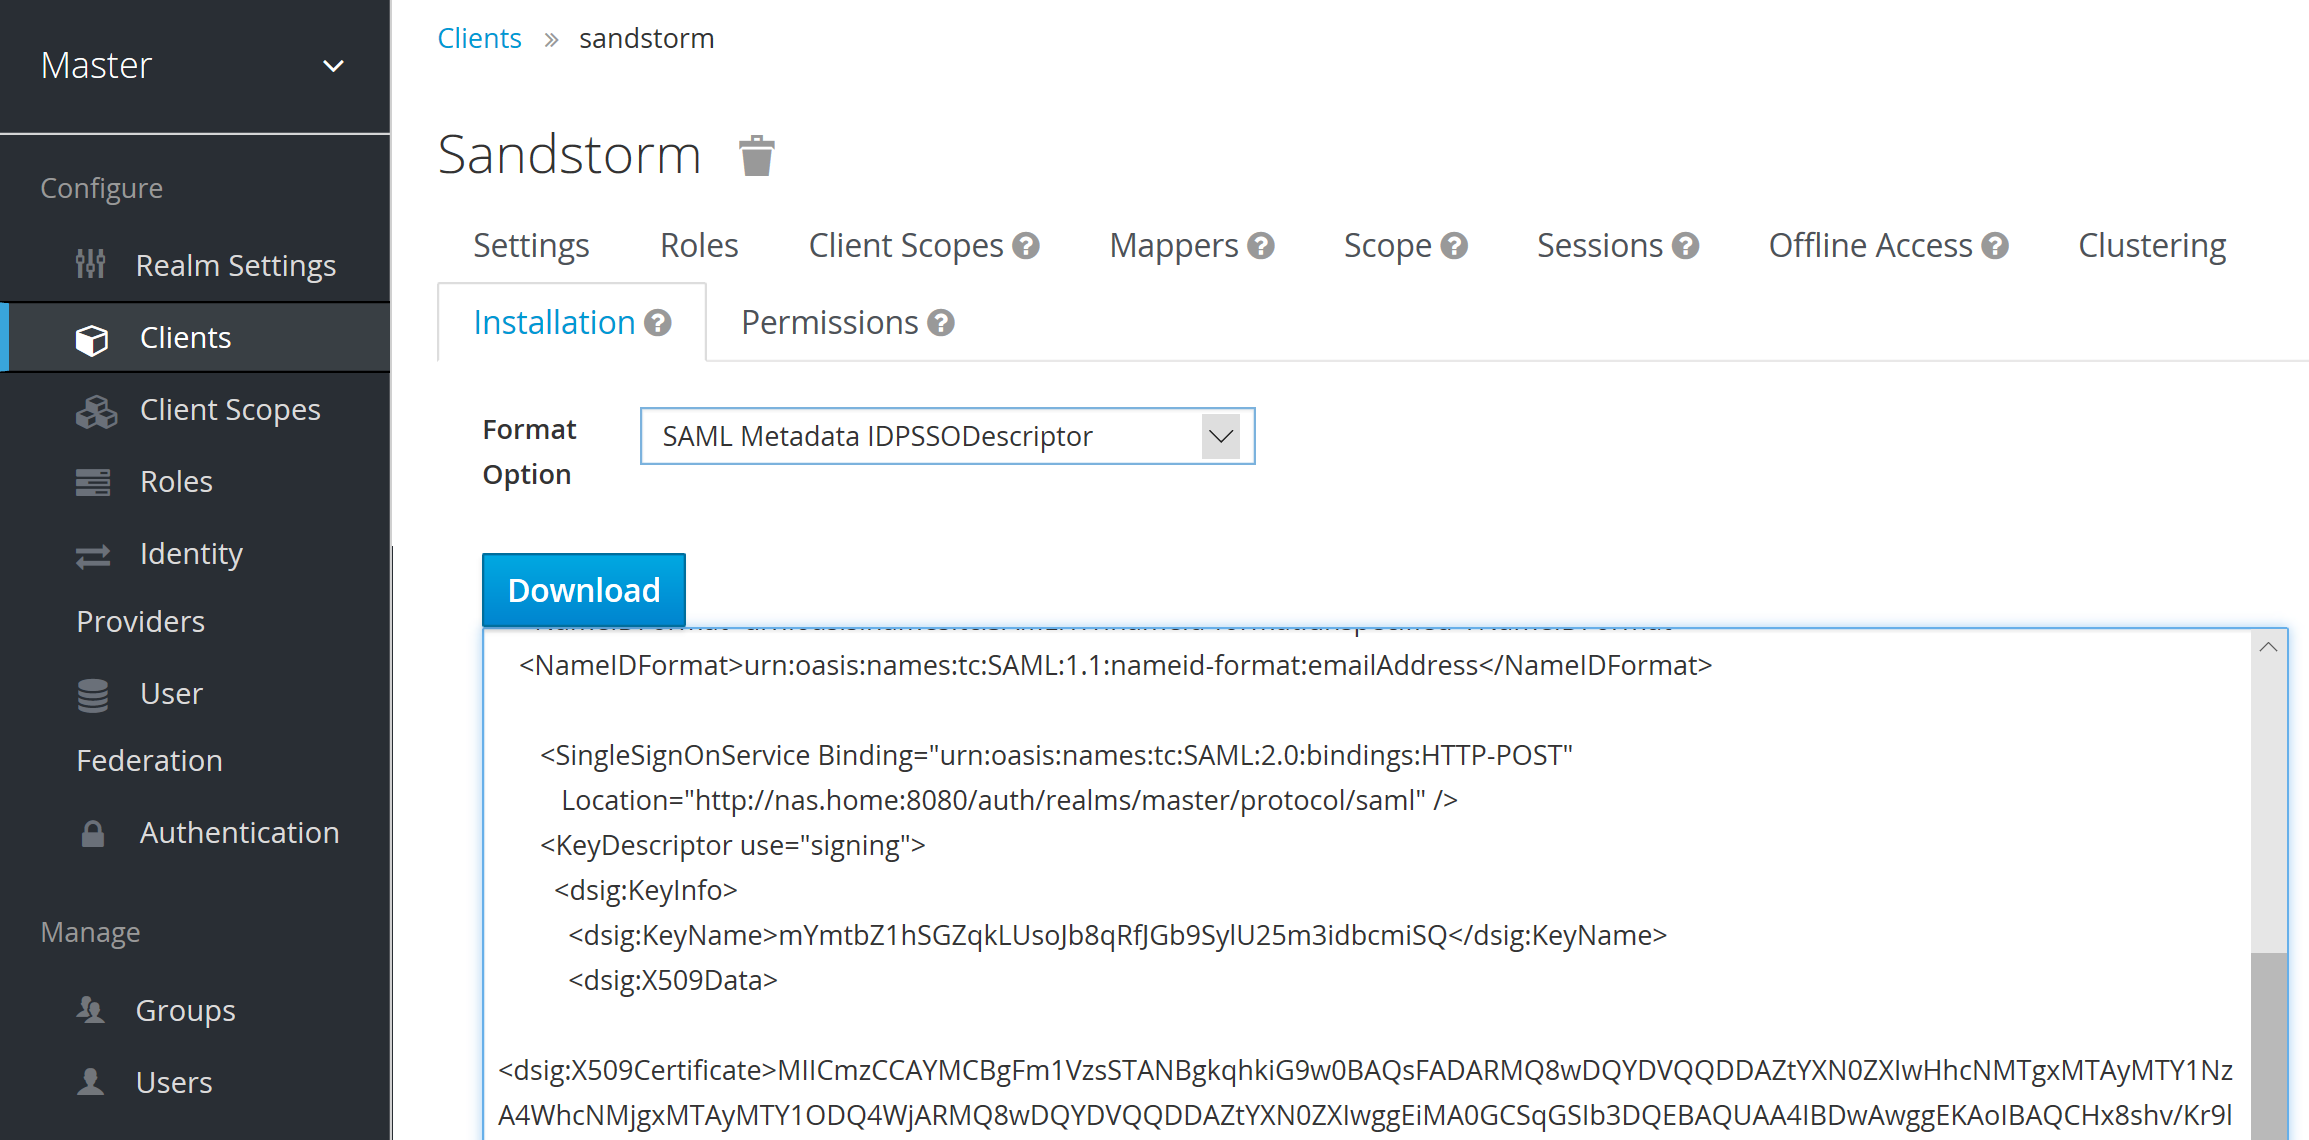 Master
Configure
Realm Settings
Clients
Client Scopes
Roles
Identity
Providers
User
Federation
Authentication
Manage
Groups
Users
Clients » sandstorm
Sandstorm
Settings Roles Client Scopes ? Mappers ? Scope ? Sessions ? Offline Access ? Clustering
Installation ? Permissions ?
Format
Option
SAML Metadata IDPSSODescriptor
Download
<NameIDFormat>urn:oasis:names:tc:SAML:1.1:nameid-format:emailAddress</NameIDFormat>
<SingleSignOnService Binding="urn:oasis:names:tc:SAML:2.0:bindings:HTTP-POST"
Location="http://nas.home:8080/auth/realms/master/protocol/saml" />
<KeyDescriptor use="signing">
<dsig:KeyInfo>
<dsig:KeyName>mYmtbZ1hSGZqkLUsoJb8qRfJGb9SylU25m3idbcmiSQ</dsig:KeyName>
<dsig:X509Data>
<dsig:X509Certificate>MIICmzCCAYMCBgFm1VzsSTANBgkqhkiG9w0BAQsFADARMQ8wDQYDVQQDDAZtYXN0ZXIwHhcNMTgxMTAyMTY1Nz
A4WhcNMjgxMTAyMTY1ODQ4WjARMQ8wDQYDVQQDDAZtYXN0ZXIwggEiMA0GCSqGSIb3DQEBAQUAA4IBDwAwggEKAoIBAQCHx8shv/Kr9l